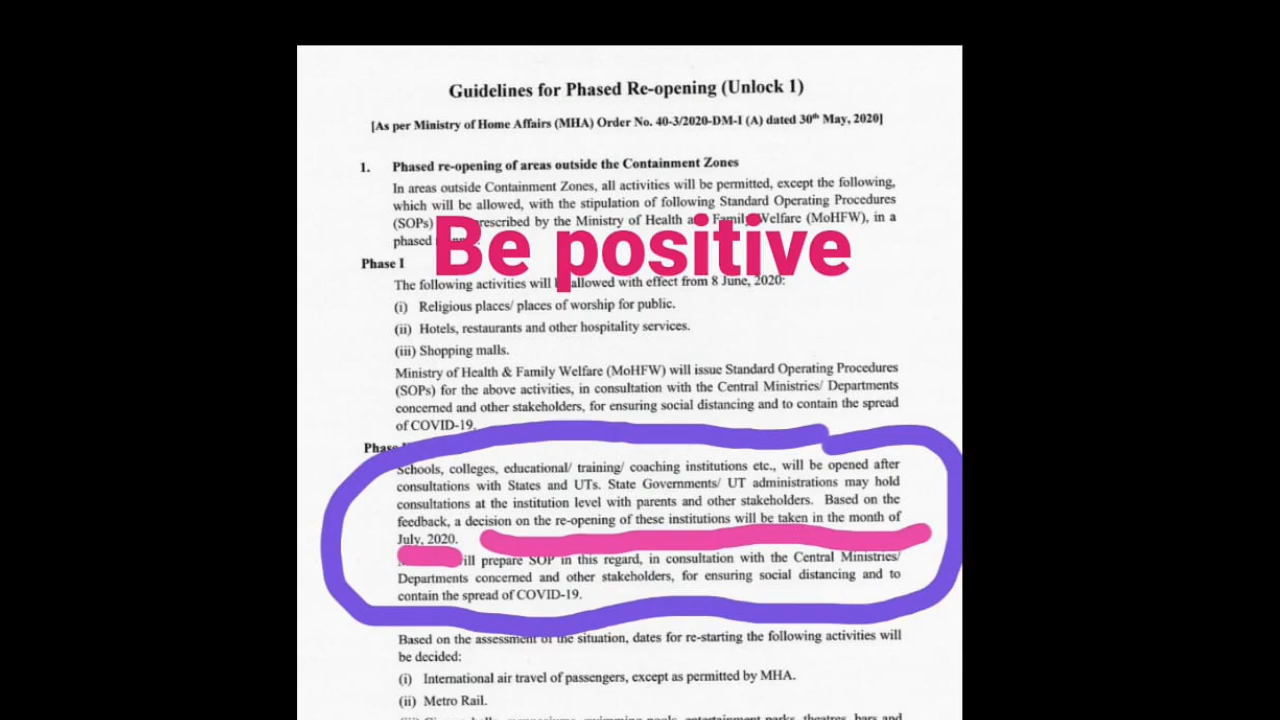 Guidelines for Phased Re-opening (Unlock 1)
[As per Ministry of Home Affairs (MHA) Order No. 40-3/2020-DM-I (A) dated 30th May, 2020]
1. Phased re-opening of areas outside the Containment Zones
In areas outside Containment Zones, all activities will be permitted, except the following,
which will be allowed, with the stipulation of following Standard Operating Procedures
(SOPs) prescribed by the Ministry of Health Family Welfare (MoHFW), in a
phased
Be positive
Phase I
The following activities will allowed with effect from 8 June, 2020:
(i) Religious places/ places of worship for public.
(ii) Hotels, restaurants and other hospitality services.
(iii) Shopping malls.
Ministry of Health & Family Welfare (MoHFW) will issue Standard Operating Procedures
(SOPs) for the above activities, in consultation with the Central Ministries/ Departments
concerned and other stakeholders, for ensuring social distancing and to contain the spread
of COVID-19.
Phase
Schools, colleges, educational/ training/ coaching institutions etc., will be opened after
consultations with States and UTs. State Governments/ UT administrations may hold
consultations at the institution level with parents and other stakeholders. Based on the
feedback, a decision on the re-opening of these institutions will be taken in the month of
July, 2020.
will prepare SOP in this regard, in consultation with the Central Ministries/
Departments concerned and other stakeholders, for ensuring social distancing and to
contain the spread of COVID-19.
Based on the assessment of the situation, dates for re-starting the following activities will
be decided:
(i) International air travel of passengers, except as permitted by MHA.
(ii) Metro Rail.